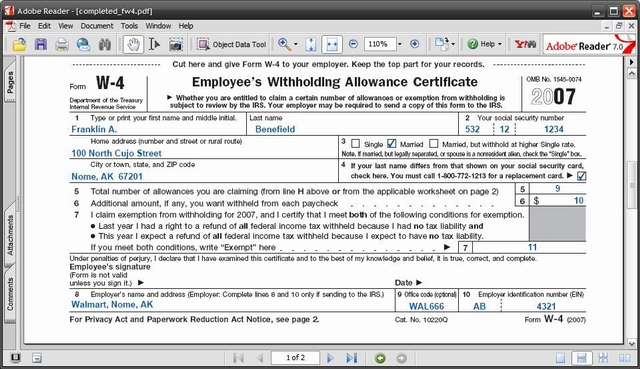 Adobe Reader - [completed_fw4.pdf]
File Edit View Document Tools Window Help
Object Data Tool 110% Help Y! Adobe Reader 7.0
Pages
Attachments
Comments
Cut here and give Form W-4 to your employer. Keep the top part for your records.
Form W-4
Department of the Treasury
Internal Revenue Service
Employee's Withholding Allowance Certificate
▶ Whether you are entitled to claim a certain number of allowances or exemption from withholding is
subject to review by the IRS. Your employer may be required to send a copy of this form to the IRS.
OMB No. 1545-0074
2007
1 Type or print your first name and middle initial. Last name 2 Your social security number
Franklin A. Benefield 532 12 1234
Home address (number and street or rural route)
100 North Cujo Street
3 Single Married Married, but withhold at higher Single rate.
Note. If married, but legally separated, or spouse is a nonresident alien, check the "Single" box.
City or town, state, and ZIP code
Nome, AK 67201
4 If your last name differs from that shown on your social security card,
check here. You must call 1-800-772-1213 for a replacement card. ▶
5 Total number of allowances you are claiming (from line H above or from the applicable worksheet on page 2) 5 9
6 Additional amount, if any, you want withheld from each paycheck 6 $ 10
7 I claim exemption from withholding for 2007, and I certify that I meet both of the following conditions for exemption.
• Last year I had a right to a refund of all federal income tax withheld because I had no tax liability and
• This year I expect a refund of all federal income tax withheld because I expect to have no tax liability.
If you meet both conditions, write "Exempt" here ▶ 7 11
Under penalties of perjury, I declare that I have examined this certificate and to the best of my knowledge and belief, it is true, correct, and complete.
Employee's signature
(Form is not valid
unless you sign it.) ▶ Date ▶
8 Employer's name and address (Employer: Complete lines 8 and 10 only if sending to the IRS.) 9 Office code (optional) 10 Employer identification number (EIN)
Walmart, Nome, AK WAL666 AB 4321
For Privacy Act and Paperwork Reduction Act Notice, see page 2. Cat. No. 10220Q Form W-4 (2007)
1 of 2